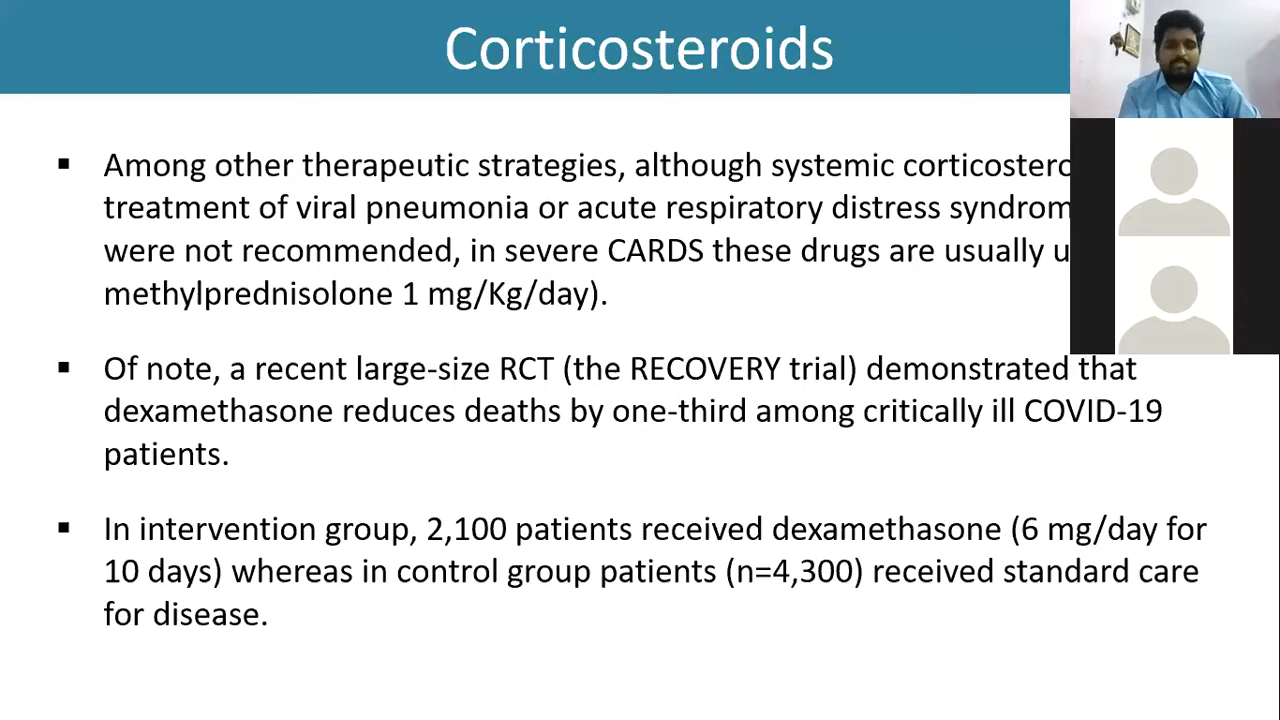 Corticosteroids
▪ Among other therapeutic strategies, although systemic
treatment of viral pneumonia or acute respiratory distress
were not recommended, in severe CARDS these drugs are usually
methylprednisolone 1 mg/Kg/day).
▪ Of note, a recent large-size RCT (the RECOVERY trial) demonstrated that
dexamethasone reduces deaths by one-third among critically ill COVID-19
patients.
▪ In intervention group, 2,100 patients received dexamethasone (6 mg/day for
10 days) whereas in control group patients (n=4,300) received standard care
for disease.